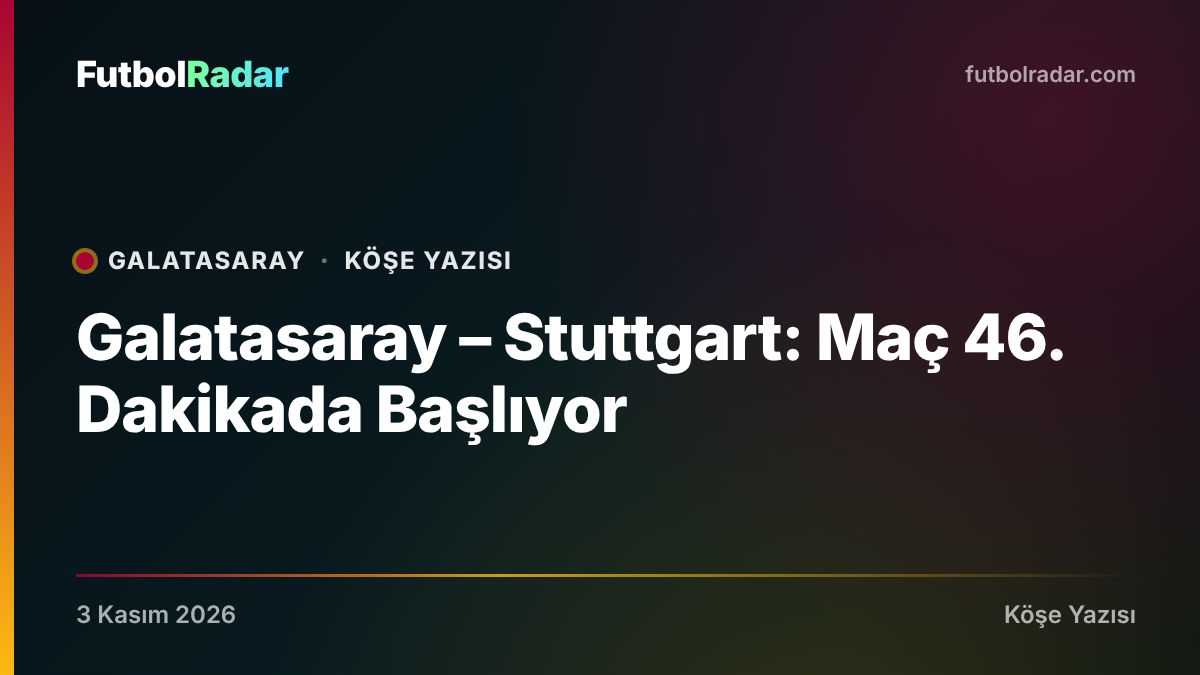 FutbolRadar
futbolradar.com
GALATASARAY · KÖŞE YAZISI
Galatasaray – Stuttgart: Maç 46.
Dakikada Başlıyor
3 Kasım 2026
Köşe Yazısı